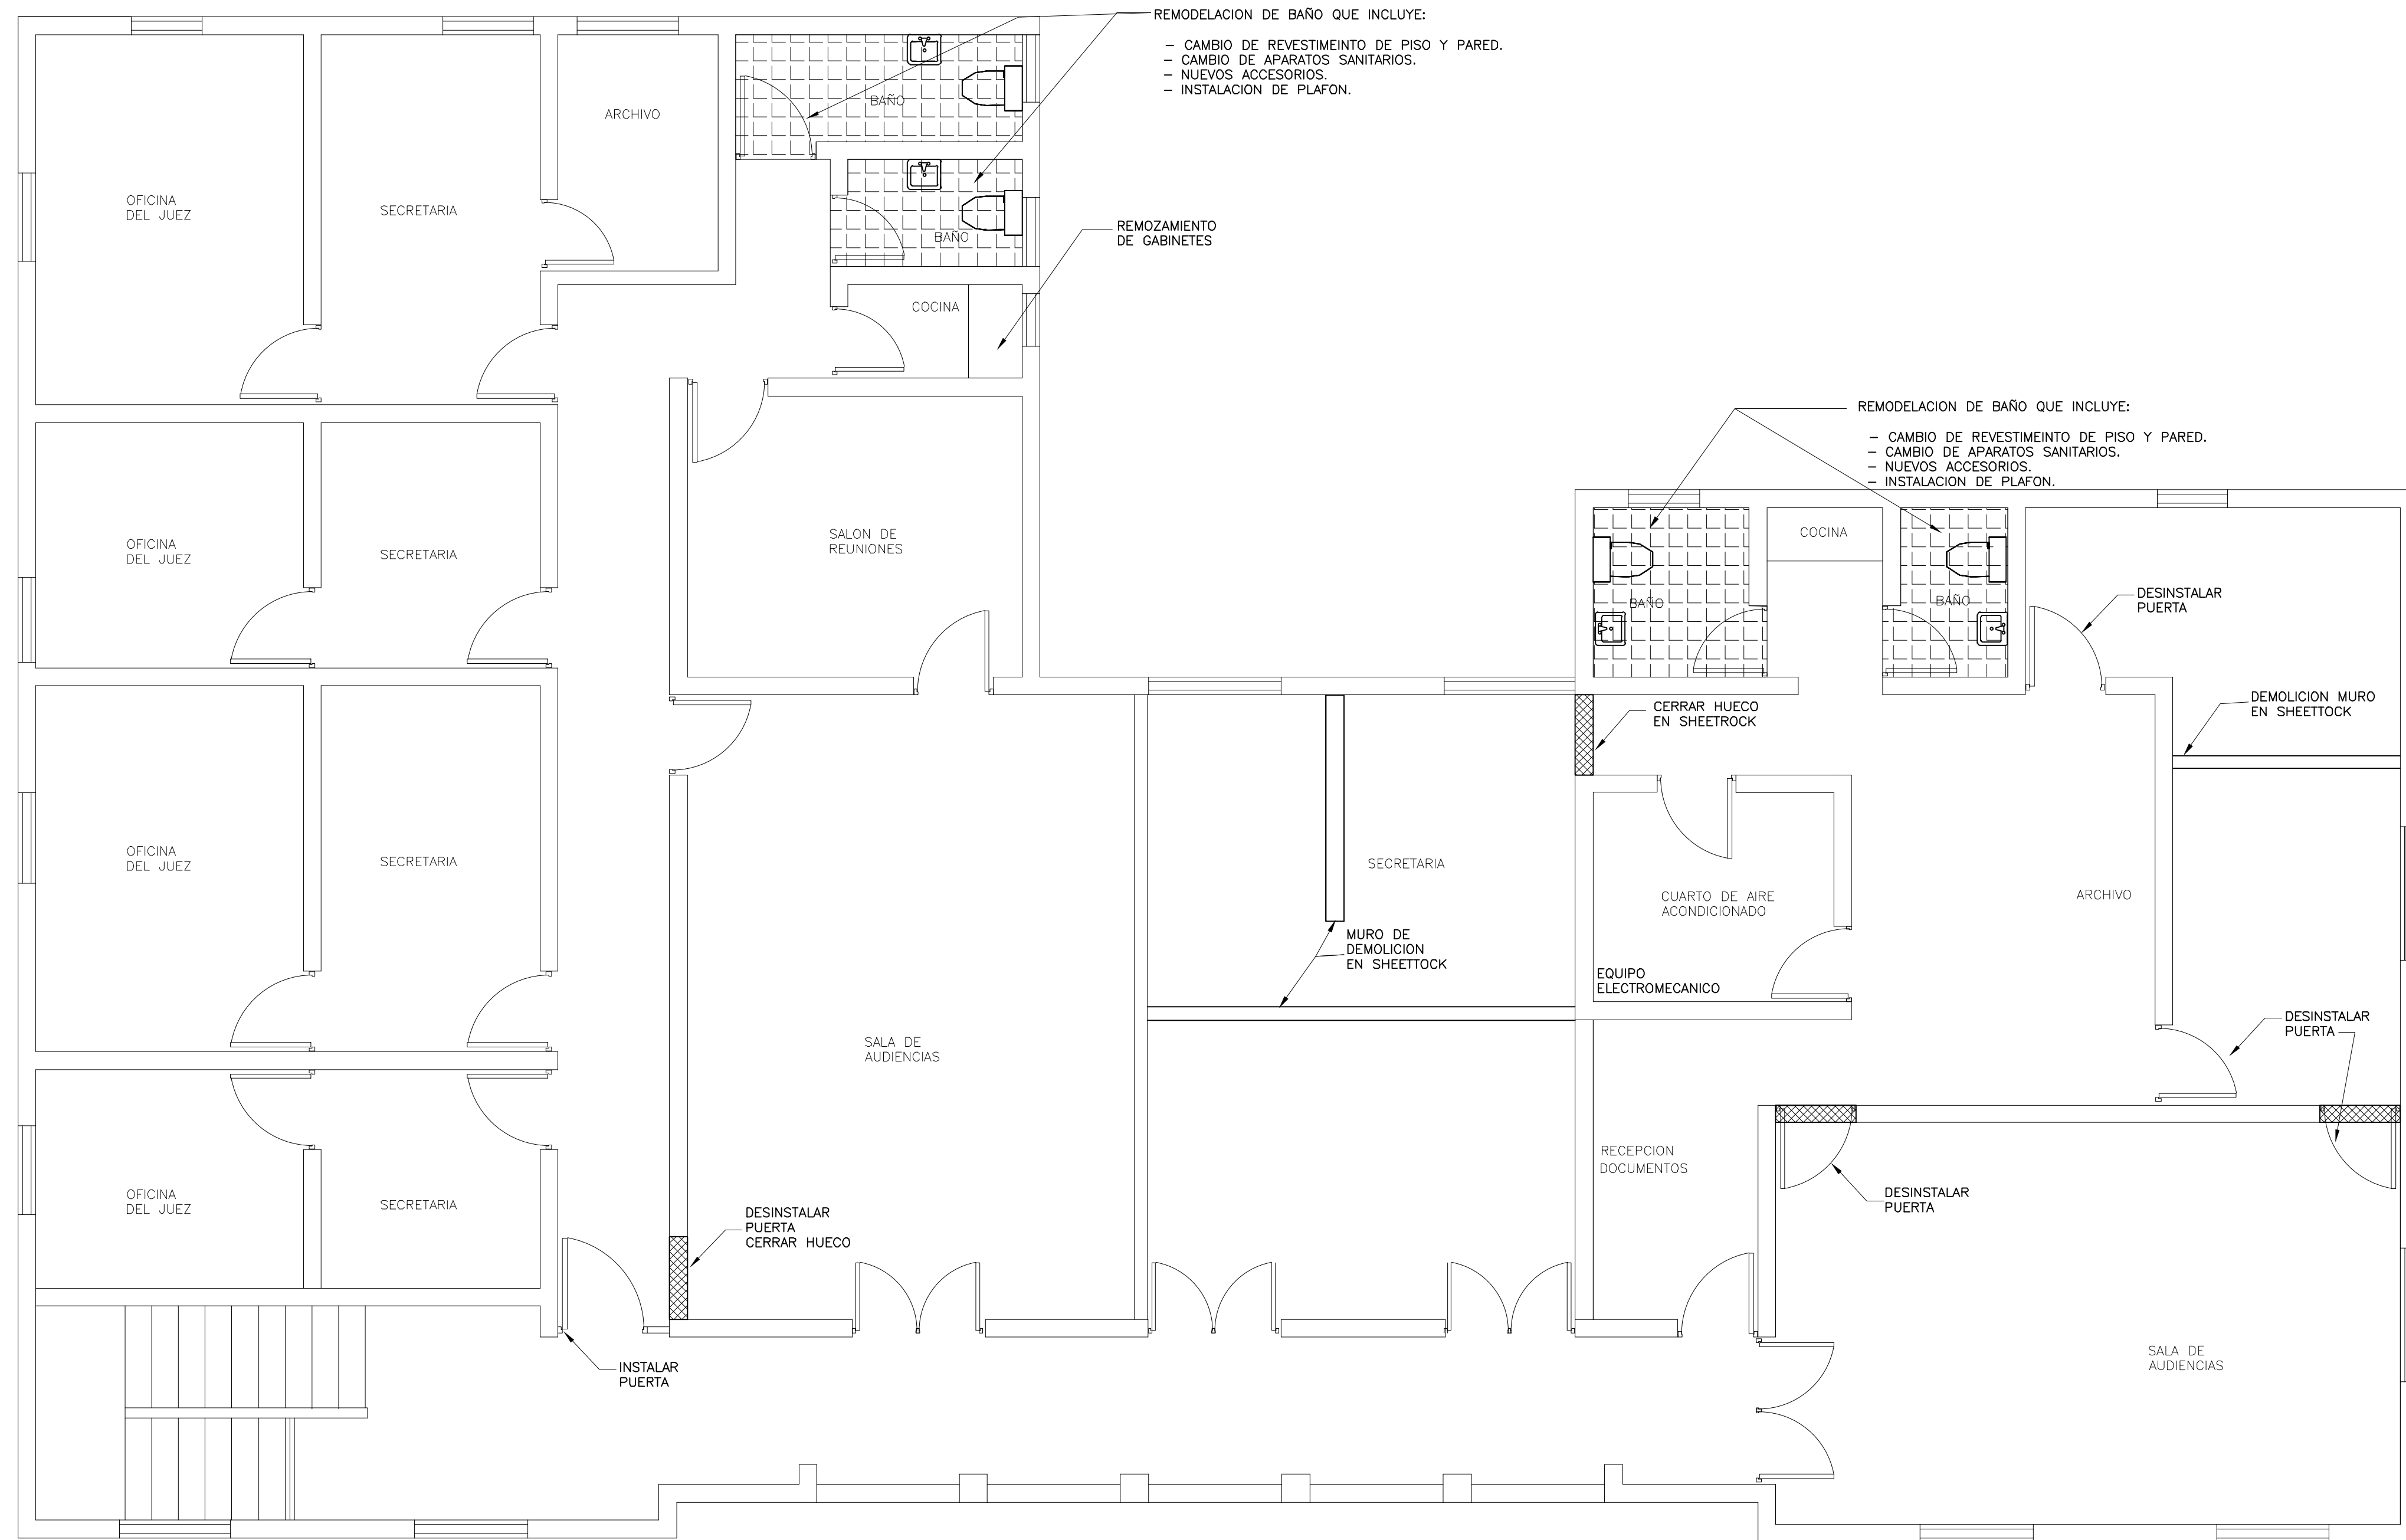 REMODELACION DE BAÑO QUE INCLUYE:
- CAMBIO DE REVESTIMEINTO DE PISO Y PARED.
- CAMBIO DE APARATOS SANITARIOS.
- NUEVOS ACCESORIOS.
- INSTALACION DE PLAFON.
BAÑO
ARCHIVO
OFICINA
DEL JUEZ
SECRETARIA
BAÑO
REMOZAMIENTO
DE GABINETES
COCINA
REMODELACION DE BAÑO QUE INCLUYE:
- CAMBIO DE REVESTIMEINTO DE PISO Y PARED.
- CAMBIO DE APARATOS SANITARIOS.
- NUEVOS ACCESORIOS.
- INSTALACION DE PLAFON.
OFICINA
DEL JUEZ
SECRETARIA
SALON DE
REUNIONES
COCINA
BAÑO
BAÑO
DESINSTALAR
PUERTA
DEMOLICION MURO
EN SHEETTOCK
CERRAR HUECO
EN SHEETROCK
OFICINA
DEL JUEZ
SECRETARIA
SECRETARIA
CUARTO DE AIRE
ACONDICIONADO
ARCHIVO
MURO DE
DEMOLICION
EN SHEETTOCK
EQUIPO
ELECTROMECANICO
SALA DE
AUDIENCIAS
DESINSTALAR
PUERTA
RECEPCION
DOCUMENTOS
OFICINA
DEL JUEZ
SECRETARIA
DESINSTALAR
PUERTA
CERRAR HUECO
DESINSTALAR
PUERTA
INSTALAR
PUERTA
SALA DE
AUDIENCIAS